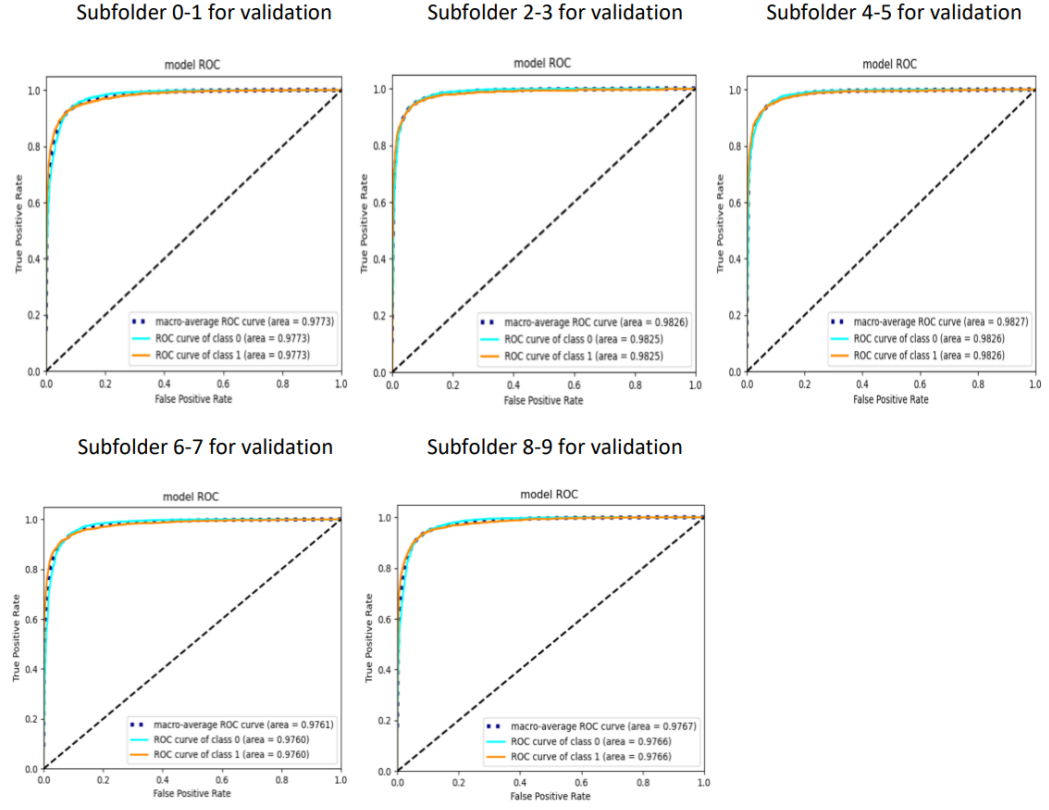 Subfolder 0-1 for validation
model ROC
True Positive Rate
1.0
0.8
0.6
0.4
0.2
0.0
macro-average ROC curve (area = 0.9773)
ROC curve of class 0 (area = 0.9773)
ROC curve of class 1 (area = 0.9773)
0.0 0.2 0.4 0.6 0.8 1.0
False Positive Rate
Subfolder 2-3 for validation
model ROC
True Positive Rate
1.0
0.8
0.6
0.4
0.2
0.0
macro-average ROC curve (area = 0.9826)
ROC curve of class 0 (area = 0.9825)
ROC curve of class 1 (area = 0.9825)
0.0 0.2 0.4 0.6 0.8 1.0
False Positive Rate
Subfolder 4-5 for validation
model ROC
True Positive Rate
1.0
0.8
0.6
0.4
0.2
0.0
macro-average ROC curve (area = 0.9827)
ROC curve of class 0 (area = 0.9826)
ROC curve of class 1 (area = 0.9826)
0.0 0.2 0.4 0.6 0.8 1.0
False Positive Rate
Subfolder 6-7 for validation
model ROC
True Positive Rate
1.0
0.8
0.6
0.4
0.2
0.0
macro-average ROC curve (area = 0.9761)
ROC curve of class 0 (area = 0.9760)
ROC curve of class 1 (area = 0.9760)
0.0 0.2 0.4 0.6 0.8 1.0
False Positive Rate
Subfolder 8-9 for validation
model ROC
True Positive Rate
1.0
0.8
0.6
0.4
0.2
0.0
macro-average ROC curve (area = 0.9767)
ROC curve of class 0 (area = 0.9766)
ROC curve of class 1 (area = 0.9766)
0.0 0.2 0.4 0.6 0.8 1.0
False Positive Rate